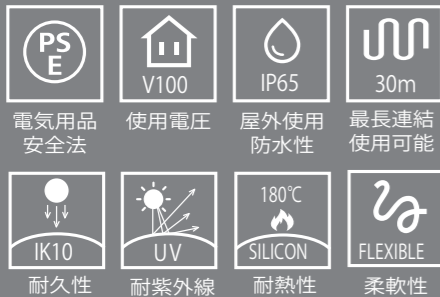 PS
E
V100
IP65
30m
電気用品
安全法
使用電圧
屋外使用
防水性
最長連結
使用可能
IK10
UV
180℃
SILICON
FLEXIBLE
耐久性
耐紫外線
耐熱性
柔軟性